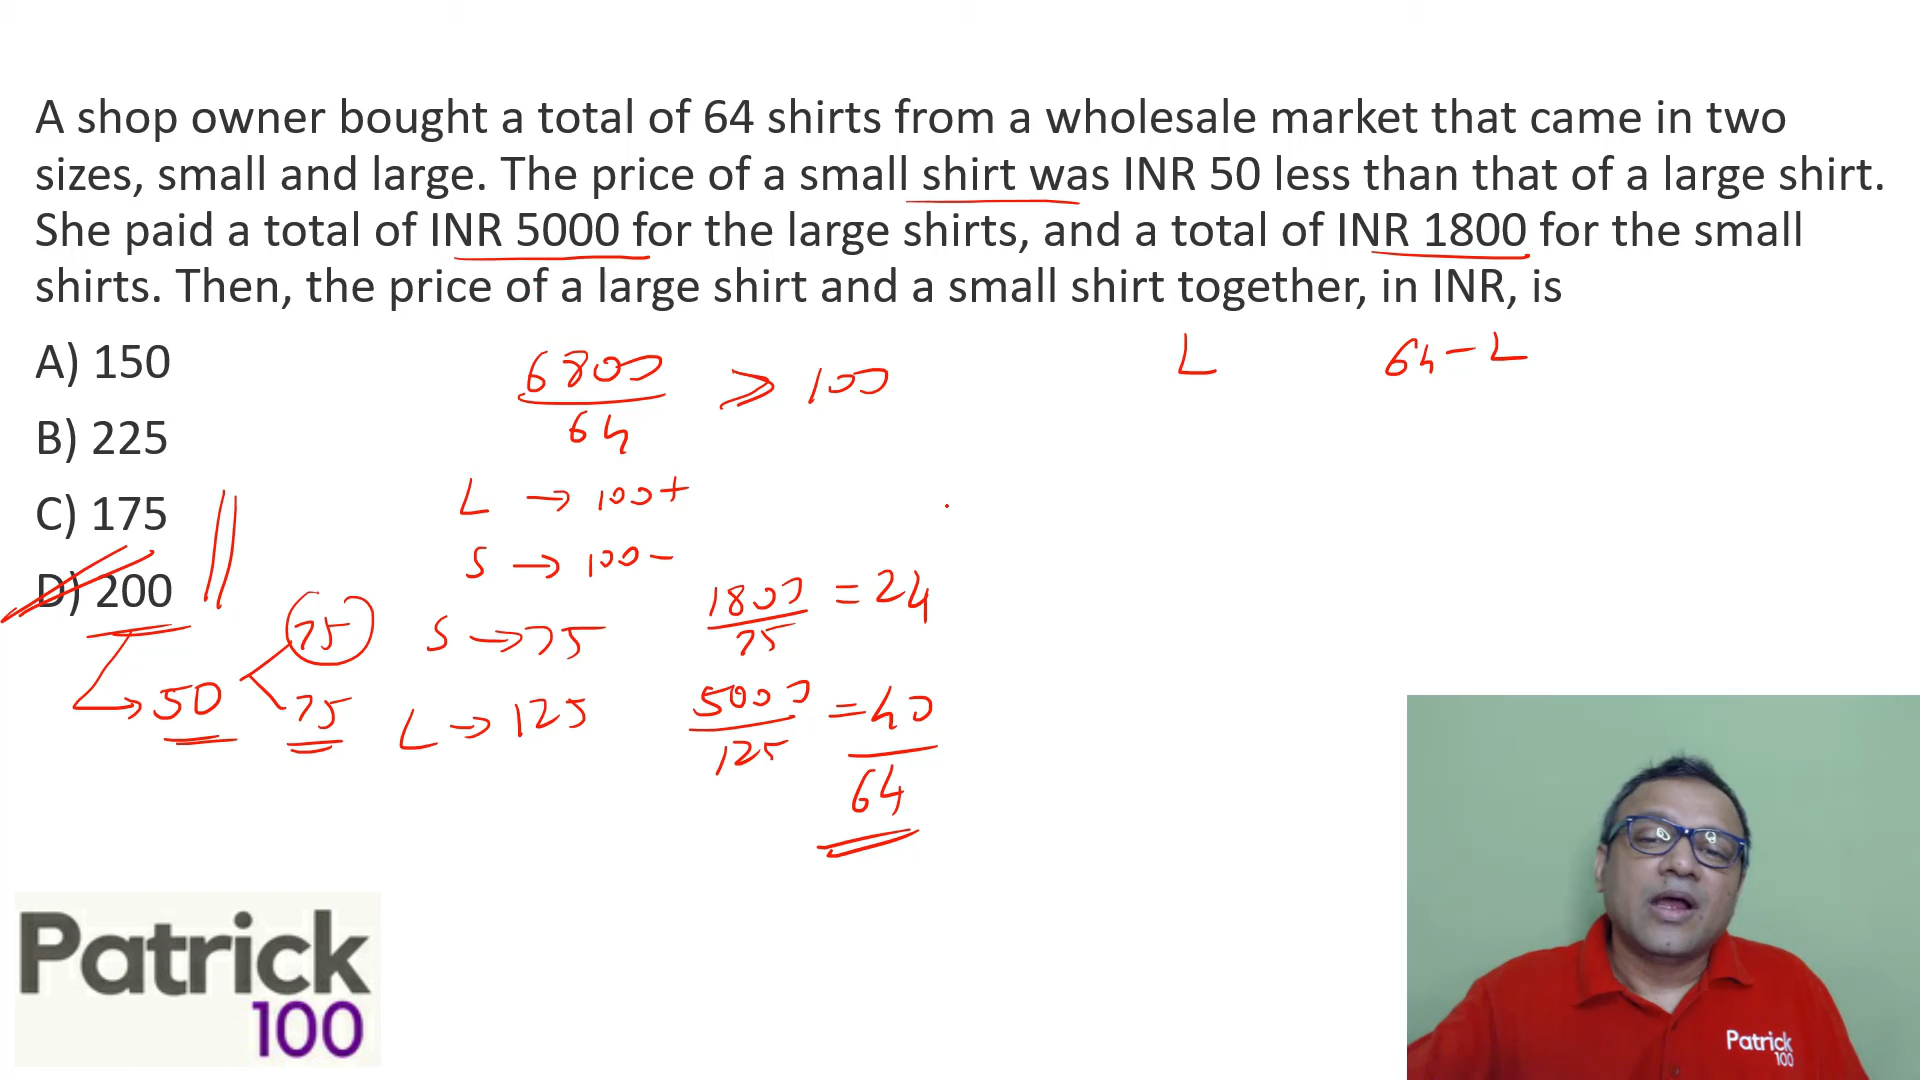 A shop owner bought a total of 64 shirts from a wholesale market that came in two
sizes, small and large. The price of a small shirt was INR 50 less than that of a large shirt.
She paid a total of INR 5000 for the large shirts, and a total of INR 1800 for the small
shirts. Then, the price of a large shirt and a small shirt together, in INR, is
A) 150
B) 225
C) 175
D) 200
6800
64
⩾ 100
L → 100+
S → 100-
L
64-L
75
50
75
S → 75
L → 125
1800
75
= 24
5000
125
= 40
64
Patrick
100
Patrick
100